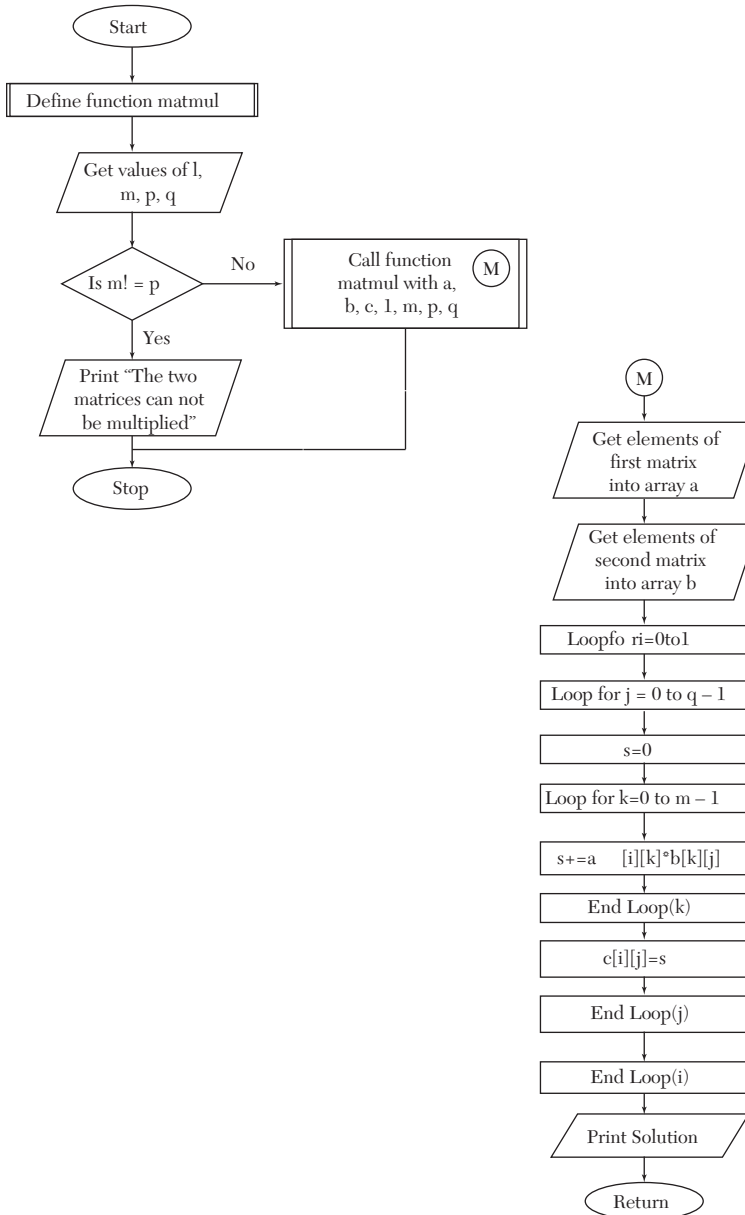 Start
Define function matmul
Get values of l,
m, p, q
Is m! = p
No
Call function
matmul with a,
b, c, 1, m, p, q
M
Yes
Print “The two
matrices can not
be multiplied”
Stop
M
Get elements of
first matrix
into array a
Get elements of
second matrix
into array b
Loopfo ri=0to1
Loop for j = 0 to q – 1
s=0
Loop for k=0 to m – 1
s+=a [i][k]*b[k][j]
End Loop(k)
c[i][j]=s
End Loop(j)
End Loop(i)
Print Solution
Return